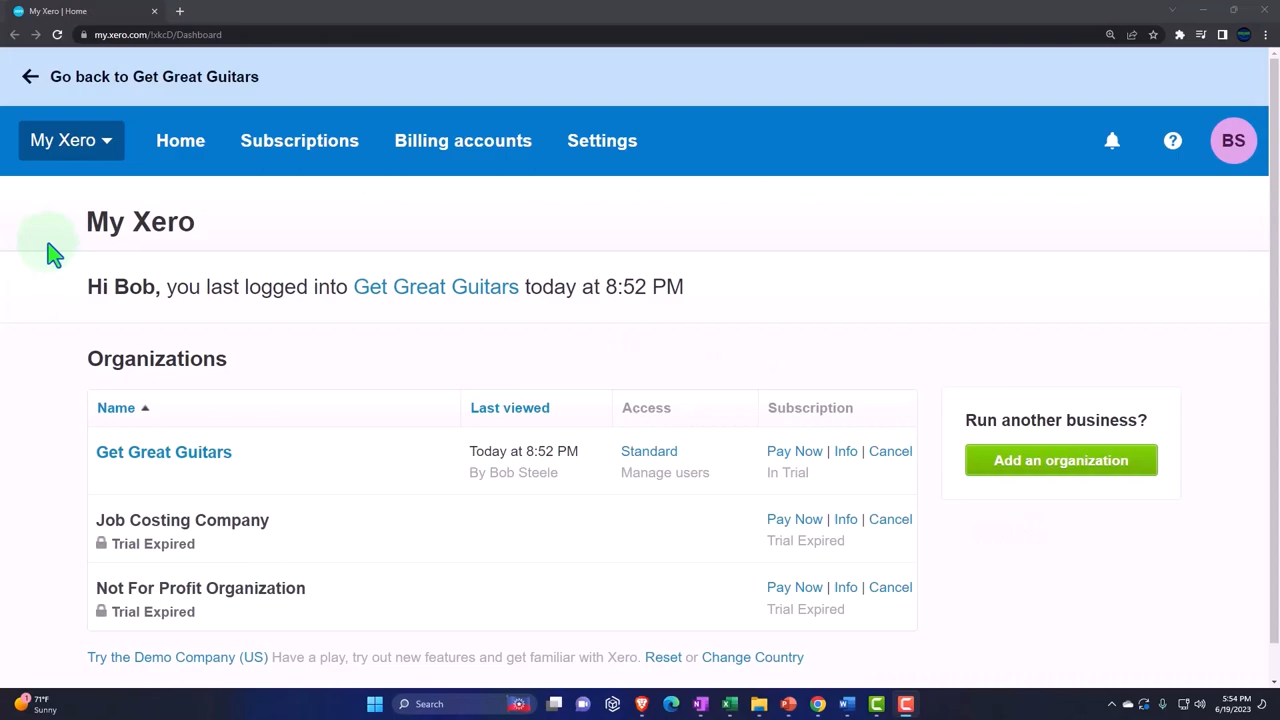 My Xero | Home
my.xero.com/!xkcD/Dashboard
Go back to Get Great Guitars
My Xero
Home
Subscriptions
Billing accounts
Settings
BS
My Xero
Hi Bob, you last logged into Get Great Guitars today at 8:52 PM
Organizations
Name
Last viewed
Access
Subscription
Get Great Guitars
Today at 8:52 PM
By Bob Steele
Standard
Manage users
Pay Now | Info | Cancel
In Trial
Job Costing Company
Trial Expired
Pay Now | Info | Cancel
Trial Expired
Not For Profit Organization
Trial Expired
Pay Now | Info | Cancel
Trial Expired
Run another business?
Add an organization
Try the Demo Company (US) Have a play, try out new features and get familiar with Xero. Reset or Change Country
71°F
Sunny
Search
5:54 PM
6/19/2023